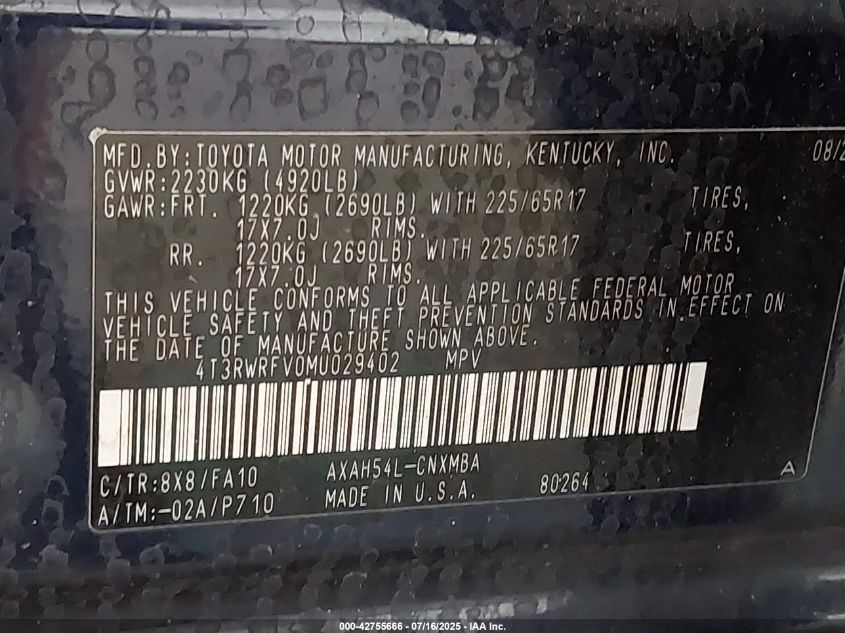 MFD.BY:TOYOTA MOTOR MANUFACTURING, KENTUCKY, INC. 08/2
GVWR:2230KG (4920LB)
GAWR:FRT. 1220KG (2690LB) WITH 225/65R17 TIRES,
17X7.0J RIMS.
RR. 1220KG (2690LB) WITH 225/65R17 TIRES,
17X7.0J RIMS.
THIS VEHICLE CONFORMS TO ALL APPLICABLE FEDERAL MOTOR
VEHICLE SAFETY AND THEFT PREVENTION STANDARDS IN EFFECT ON
THE DATE OF MANUFACTURE SHOWN ABOVE.
4T3RWRFV0MU029402 MPV
C/TR:8X8/FA10 AXAH54L-CNXMBA
A/TM:-02A/P710 MADE IN U.S.A. 80264 A
000-42755666 - 07/16/2025 - IAA Inc.